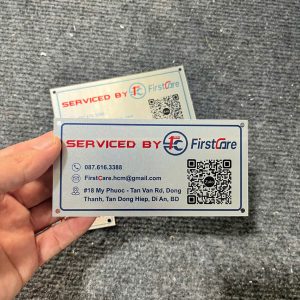 SERVICED BY FirstCare
SERVICED BY FirstCare
087.616.3388
FirstCare.hcm@gmail.com
#18 My Phuoc - Tan Van Rd, Dong
Thanh, Tan Dong Hiep, Di An, BD